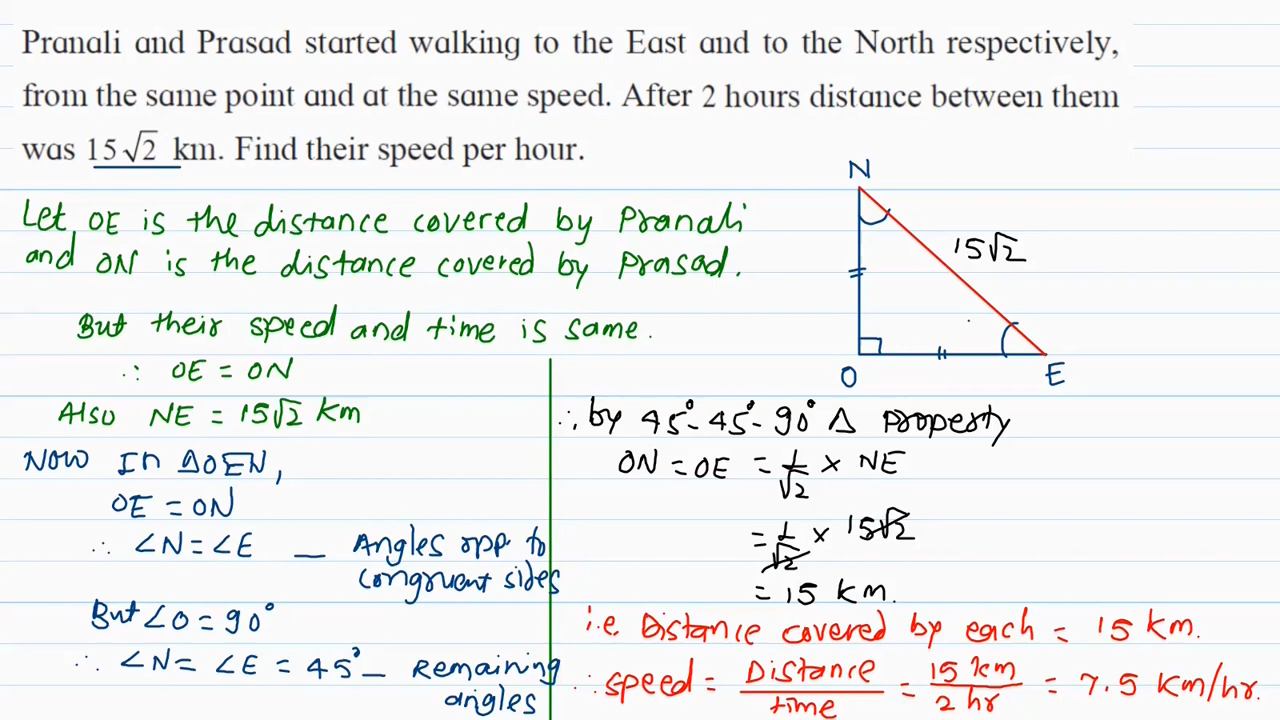 Pranali and Prasad started walking to the East and to the North respectively,
from the same point and at the same speed. After 2 hours distance between them
was 15√2 km. Find their speed per hour.
Let OE is the distance covered by Pranali
and ON is the distance covered by Prasad.
But their speed and time is same.
∴ OE = ON
Also NE = 15√2 Km
Now In ΔOEN,
OE = ON
∴ ∠N = ∠E — Angles opp to
congruent sides
But ∠O = 90°
∴ ∠N = ∠E = 45° — Remaining
angles
N
15√2
O
E
∴ by 45°- 45°- 90° Δ Property
ON = OE = 1/√2 × NE
= 1/√2 × 15√2
= 15 Km.
i.e. Distance covered by each = 15 Km.
∴ speed = Distance/time = 15 km/2 hr = 7.5 Km/hr.